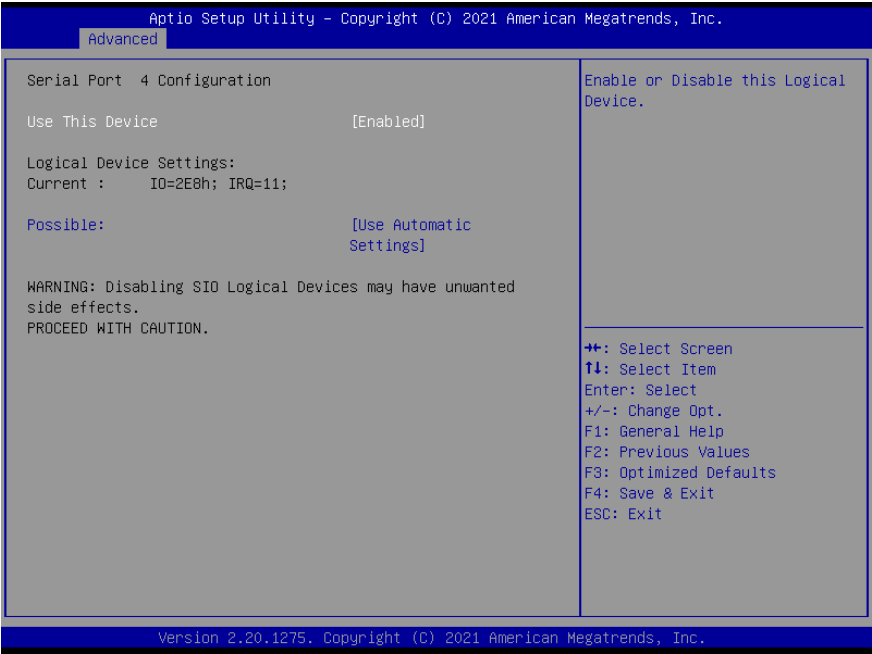 Aptio Setup Utility – Copyright (C) 2021 American Megatrends, Inc.
Advanced
Serial Port  4 Configuration
Use This Device [Enabled]
Logical Device Settings:
Current : IO=2E8h; IRQ=11;
Possible: [Use Automatic
Settings]
WARNING: Disabling SIO Logical Devices may have unwanted
side effects.
PROCEED WITH CAUTION.
Enable or Disable this Logical
Device.
→←: Select Screen
↑↓: Select Item
Enter: Select
+/-: Change Opt.
F1: General Help
F2: Previous Values
F3: Optimized Defaults
F4: Save & Exit
ESC: Exit
Version 2.20.1275. Copyright (C) 2021 American Megatrends, Inc.